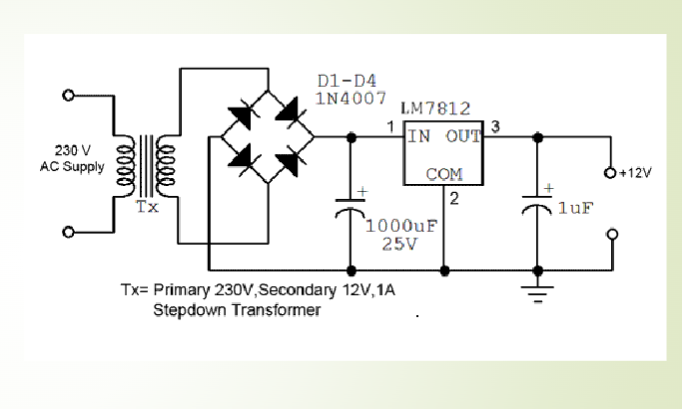 D1-D4
1N4007
LM7812
1
IN OUT
3
230 V
AC Supply
COM
+12V
Tx
2
+
1000uF
25V
+
1uF
Tx= Primary 230V,Secondary 12V,1A
Stepdown Transformer
.